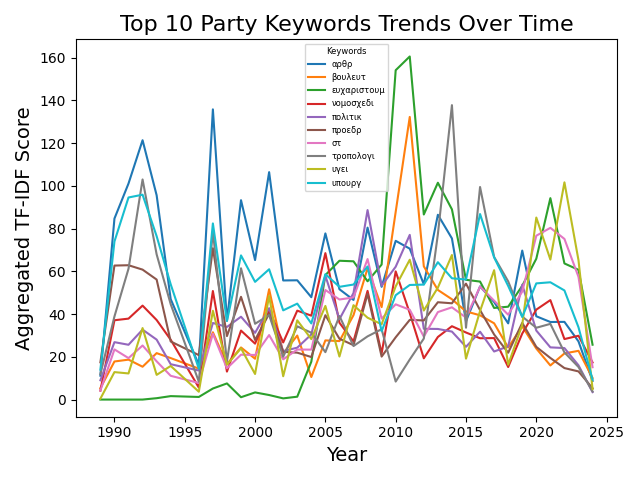 Top 10 Party Keywords Trends Over Time
Aggregated TF-IDF Score
160
140
120
100
80
60
40
20
0
Keywords
αρθρ
βουλευτ
ευχαριστουμ
νομοσχεδι
πολιτικ
προεδρ
στ
τροπολογι
υγει
υπουργ
1990 1995 2000 2005 2010 2015 2020 2025
Year